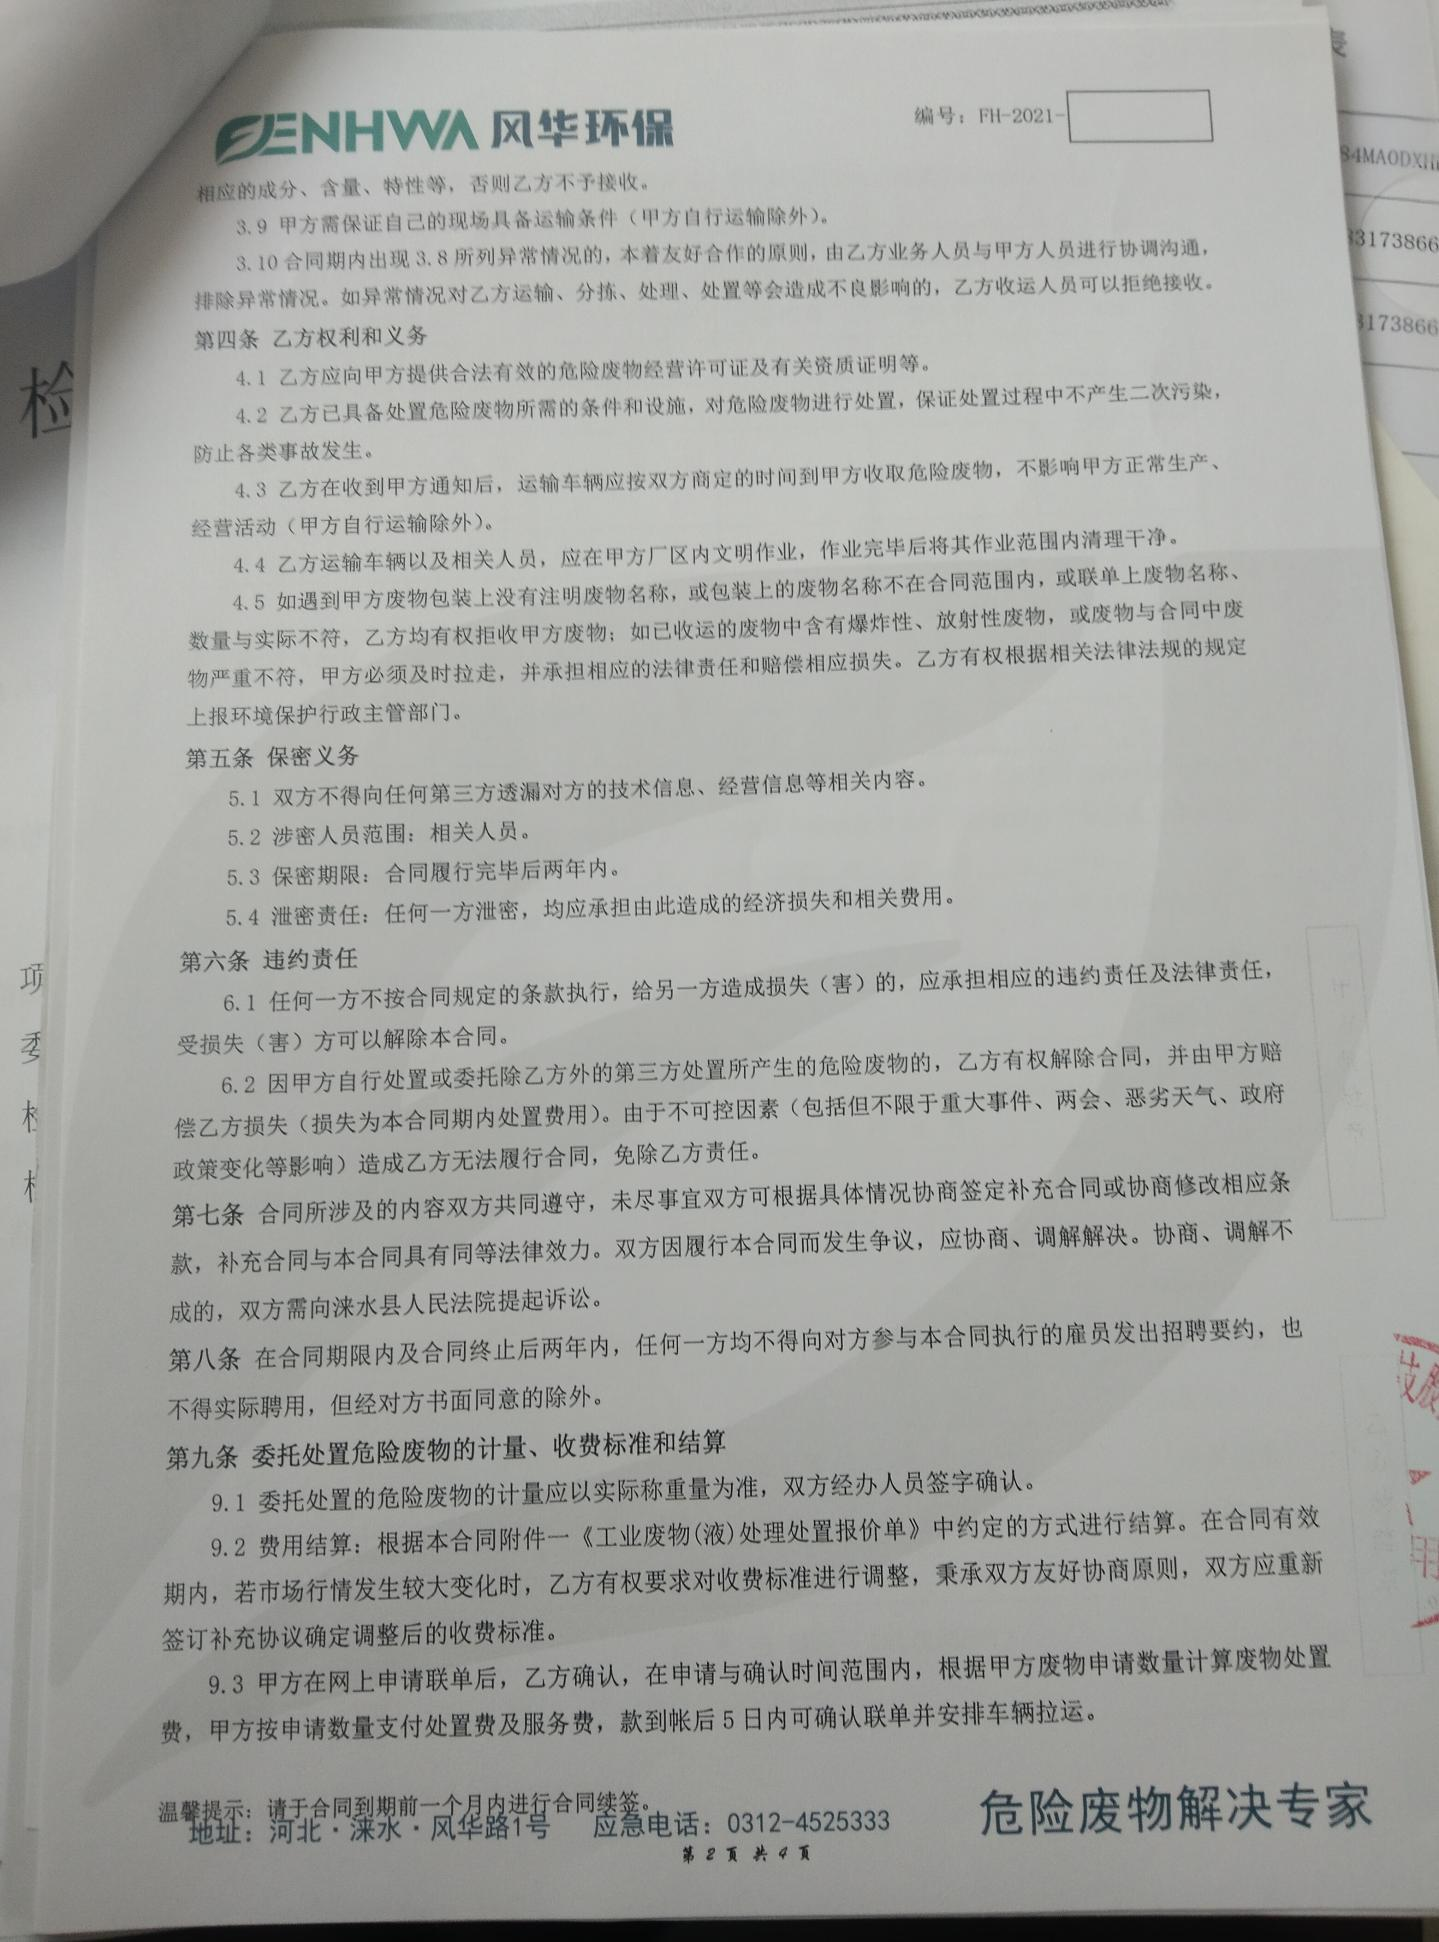 FENHWA 风华环保
编号：FH-2021-
相应的成分、含量、特性等，否则乙方不予接收。
3.9 甲方需保证自己的现场具备运输条件（甲方自行运输除外）。
3.10 合同期内出现 3.8 所列异常情况的，本着友好合作的原则，由乙方业务人员与甲方人员进行协调沟通，
排除异常情况。如异常情况对乙方运输、分拣、处理、处置等会造成不良影响的，乙方收运人员可以拒绝接收。
第四条 乙方权利和义务
4.1 乙方应向甲方提供合法有效的危险废物经营许可证及有关资质证明等。
4.2 乙方已具备处置危险废物所需的条件和设施，对危险废物进行处置，保证处置过程中不产生二次污染，
防止各类事故发生。
4.3 乙方在收到甲方通知后，运输车辆应按双方商定的时间到甲方收取危险废物，不影响甲方正常生产、
经营活动（甲方自行运输除外）。
4.4 乙方运输车辆以及相关人员，应在甲方厂区内文明作业，作业完毕后将其作业范围内清理干净。
4.5 如遇到甲方废物包装上没有注明废物名称，或包装上的废物名称不在合同范围内，或联单上废物名称、
数量与实际不符，乙方均有权拒收甲方废物；如已收运的废物中含有爆炸性、放射性废物，或废物与合同中废
物严重不符，甲方必须及时拉走，并承担相应的法律责任和赔偿相应损失。乙方有权根据相关法律法规的规定
上报环境保护行政主管部门。
第五条 保密义务
5.1 双方不得向任何第三方透漏对方的技术信息、经营信息等相关内容。
5.2 涉密人员范围：相关人员。
5.3 保密期限：合同履行完毕后两年内。
5.4 泄密责任：任何一方泄密，均应承担由此造成的经济损失和相关费用。
第六条 违约责任
6.1 任何一方不按合同规定的条款执行，给另一方造成损失（害）的，应承担相应的违约责任及法律责任，
受损失（害）方可以解除本合同。
6.2 因甲方自行处置或委托除乙方外的第三方处置所产生的危险废物的，乙方有权解除合同，并由甲方赔
偿乙方损失（损失为本合同期内处置费用）。由于不可控因素（包括但不限于重大事件、两会、恶劣天气、政府
政策变化等影响）造成乙方无法履行合同，免除乙方责任。
第七条 合同所涉及的内容双方共同遵守，未尽事宜双方可根据具体情况协商签定补充合同或协商修改相应条
款，补充合同与本合同具有同等法律效力。双方因履行本合同而发生争议，应协商、调解解决。协商、调解不
成的，双方需向涞水县人民法院提起诉讼。
第八条 在合同期限内及合同终止后两年内，任何一方均不得向对方参与本合同执行的雇员发出招聘要约，也
不得实际聘用，但经对方书面同意的除外。
第九条 委托处置危险废物的计量、收费标准和结算
9.1 委托处置的危险废物的计量应以实际称重量为准，双方经办人员签字确认。
9.2 费用结算：根据本合同附件一《工业废物(液)处理处置报价单》中约定的方式进行结算。在合同有效
期内，若市场行情发生较大变化时，乙方有权要求对收费标准进行调整，秉承双方友好协商原则，双方应重新
签订补充协议确定调整后的收费标准。
9.3 甲方在网上申请联单后，乙方确认，在申请与确认时间范围内，根据甲方废物申请数量计算废物处置
费，甲方按申请数量支付处置费及服务费，款到帐后 5 日内可确认联单并安排车辆拉运。
温馨提示：请于合同到期前一个月内进行合同续签。
地址：河北·涞水·风华路1号 应急电话：0312-4525333
危险废物解决专家
第 2 页 共 4 页
检
项
委
84MA0DXH
33173866
3173866